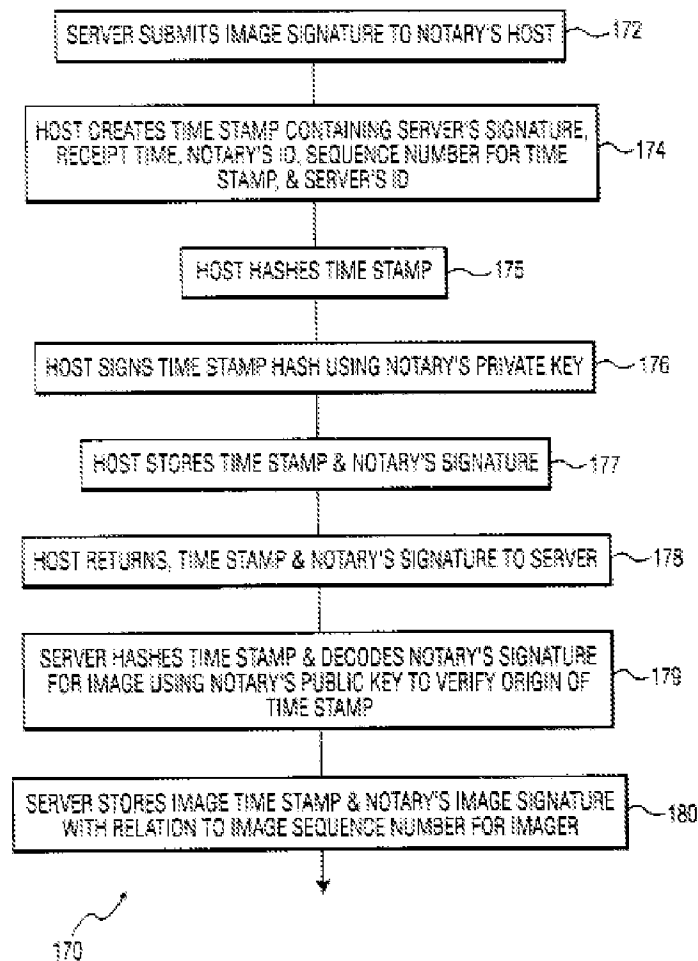 SERVER SUBMITS IMAGE SIGNATURE TO NOTARY'S HOST
172
HOST CREATES TIME STAMP CONTAINING SERVER'S SIGNATURE,
RECEIPT TIME, NOTARY'S ID, SEQUENCE NUMBER FOR TIME
STAMP, & SERVER'S ID
174
HOST HASHES TIME STAMP
175
HOST SIGNS TIME STAMP HASH USING NOTARY'S PRIVATE KEY
176
HOST STORES TIME STAMP & NOTARY'S SIGNATURE
177
HOST RETURNS, TIME STAMP & NOTARY'S SIGNATURE TO SERVER
178
SERVER HASHES TIME STAMP & DECODES NOTARY'S SIGNATURE
FOR IMAGE USING NOTARY'S PUBLIC KEY TO VERIFY ORIGIN OF
TIME STAMP
179
SERVER STORES IMAGE TIME STAMP & NOTARY'S IMAGE SIGNATURE
WITH RELATION TO IMAGE SEQUENCE NUMBER FOR IMAGER
180
170